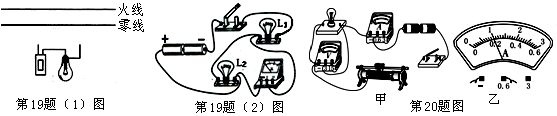 火线
零线
L1
L2
+ −
A
V
A
0 1 2 3
0 0.2 0.4 0.6
A
− 0.6 3
甲
乙
第19题（1）图
第19题（2）图
第20题图